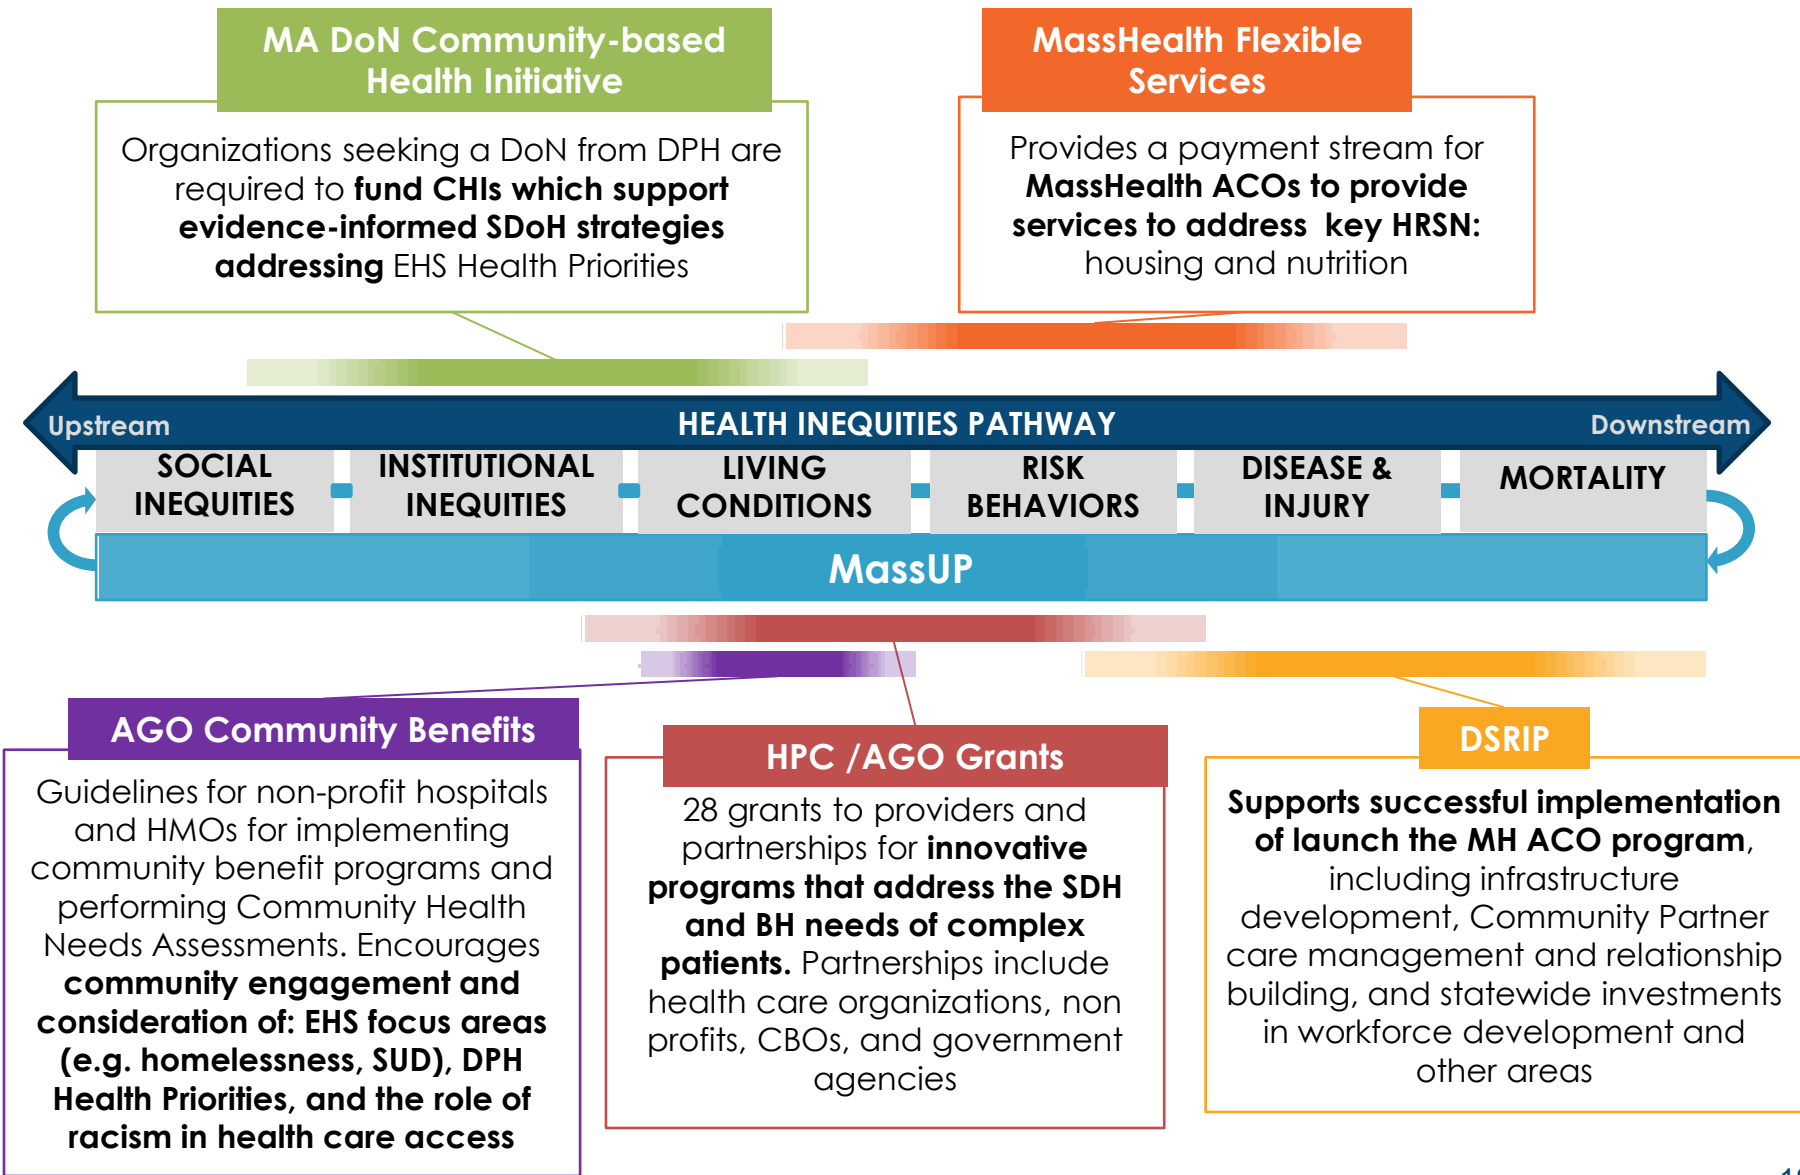 MA DoN Community-based
Health Initiative
Organizations seeking a DoN from DPH are
required to fund CHIs which support
evidence-informed SDoH strategies
addressing EHS Health Priorities
MassHealth Flexible
Services
Provides a payment stream for
MassHealth ACOs to provide
services to address  key HRSN:
housing and nutrition
Upstream
HEALTH INEQUITIES PATHWAY
Downstream
SOCIAL
INEQUITIES
INSTITUTIONAL
INEQUITIES
LIVING
CONDITIONS
RISK
BEHAVIORS
DISEASE &
INJURY
MORTALITY
MassUP
AGO Community Benefits
Guidelines for non-profit hospitals
and HMOs for implementing
community benefit programs and
performing Community Health
Needs Assessments. Encourages
community engagement and
consideration of: EHS focus areas
(e.g. homelessness, SUD), DPH
Health Priorities, and the role of
racism in health care access
HPC /AGO Grants
28 grants to providers and
partnerships for innovative
programs that address the SDH
and BH needs of complex
patients. Partnerships include
health care organizations, non
profits, CBOs, and government
agencies
DSRIP
Supports successful implementation
of launch the MH ACO program,
including infrastructure
development, Community Partner
care management and relationship
building, and statewide investments
in workforce development and
other areas